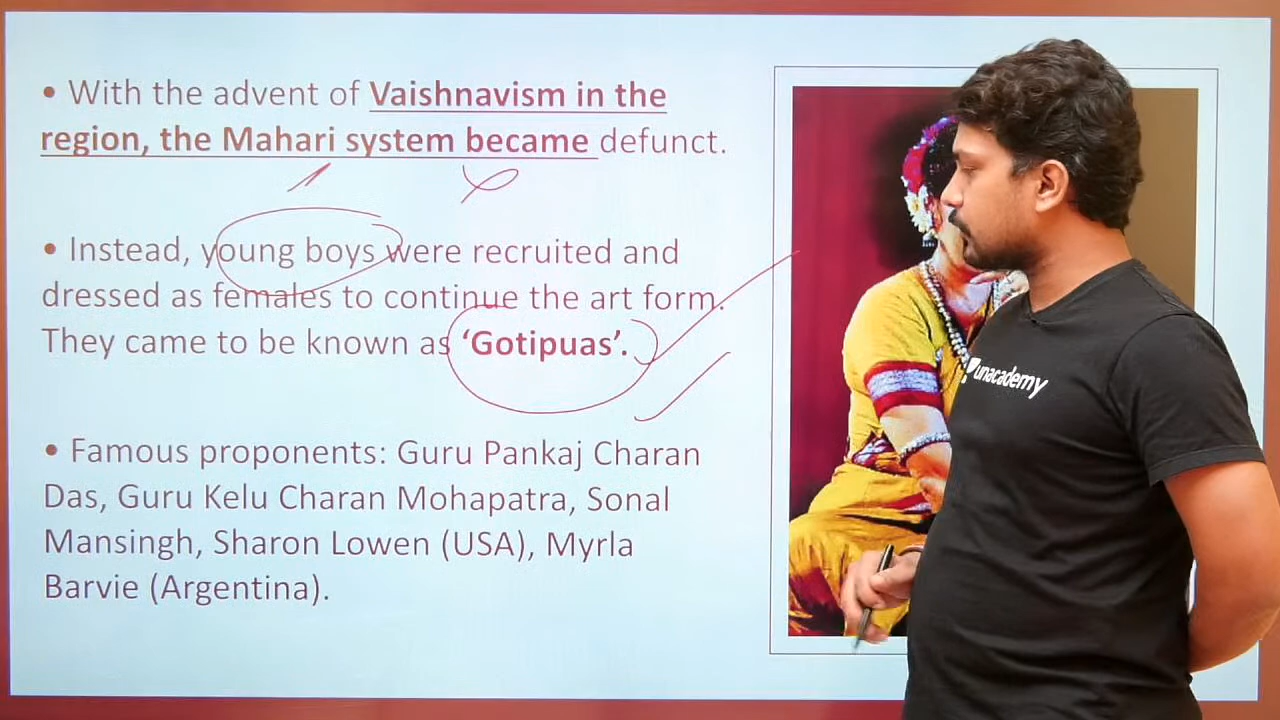 • With the advent of Vaishnavism in the
region, the Mahari system became defunct.
• Instead, young boys were recruited and
dressed as females to continue the art form.
They came to be known as ‘Gotipuas’.
• Famous proponents: Guru Pankaj Charan
Das, Guru Kelu Charan Mohapatra, Sonal
Mansingh, Sharon Lowen (USA), Myrla
Barvie (Argentina).
unacademy